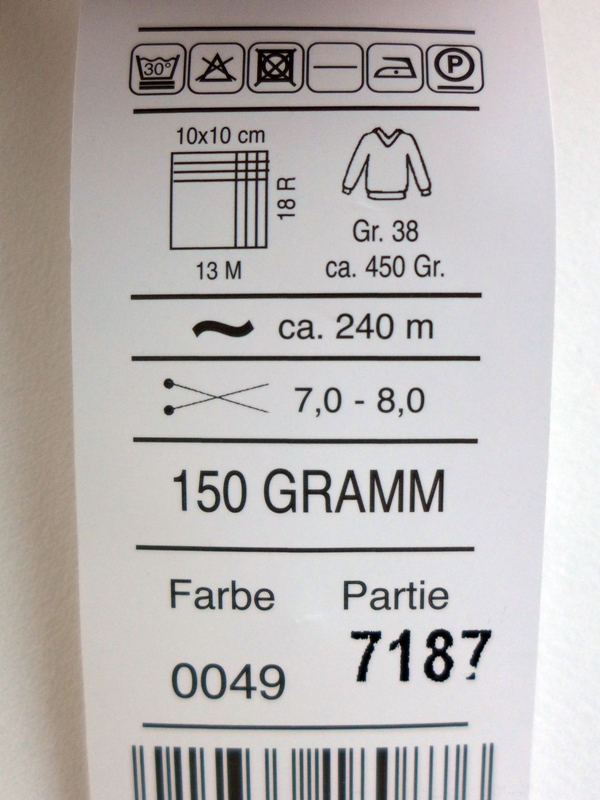 30°
P
10x10 cm
18 R
13 M
Gr. 38
ca. 450 Gr.
ca. 240 m
7,0 - 8,0
150 GRAMM
Farbe Partie
0049 7187